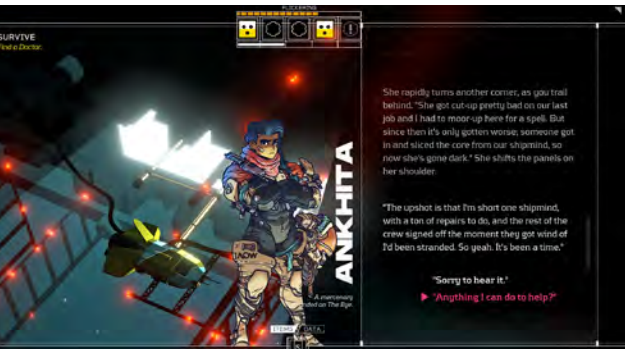 FLICKERING
SURVIVE
Find a Doctor.
She rapidly turns another corner, as you trail
behind. "She got cut-up pretty bad on our last
job and I had to moor-up here for a spell. But
since then it's only gotten worse; someone got
in and sliced the core from our shipmind, so
now she's gone dark." She shifts the panels on
her shoulder.
"The upshot is that I'm short one shipmind,
with a ton of repairs to do, and the rest of the
crew signed off the moment they got wind of
I'd been stranded. So yeah. It's been a time."
"Sorry to hear it."
"Anything I can do to help?"
ANKHITA
A mercenary
nded on The Eye.
ITEMS DATA